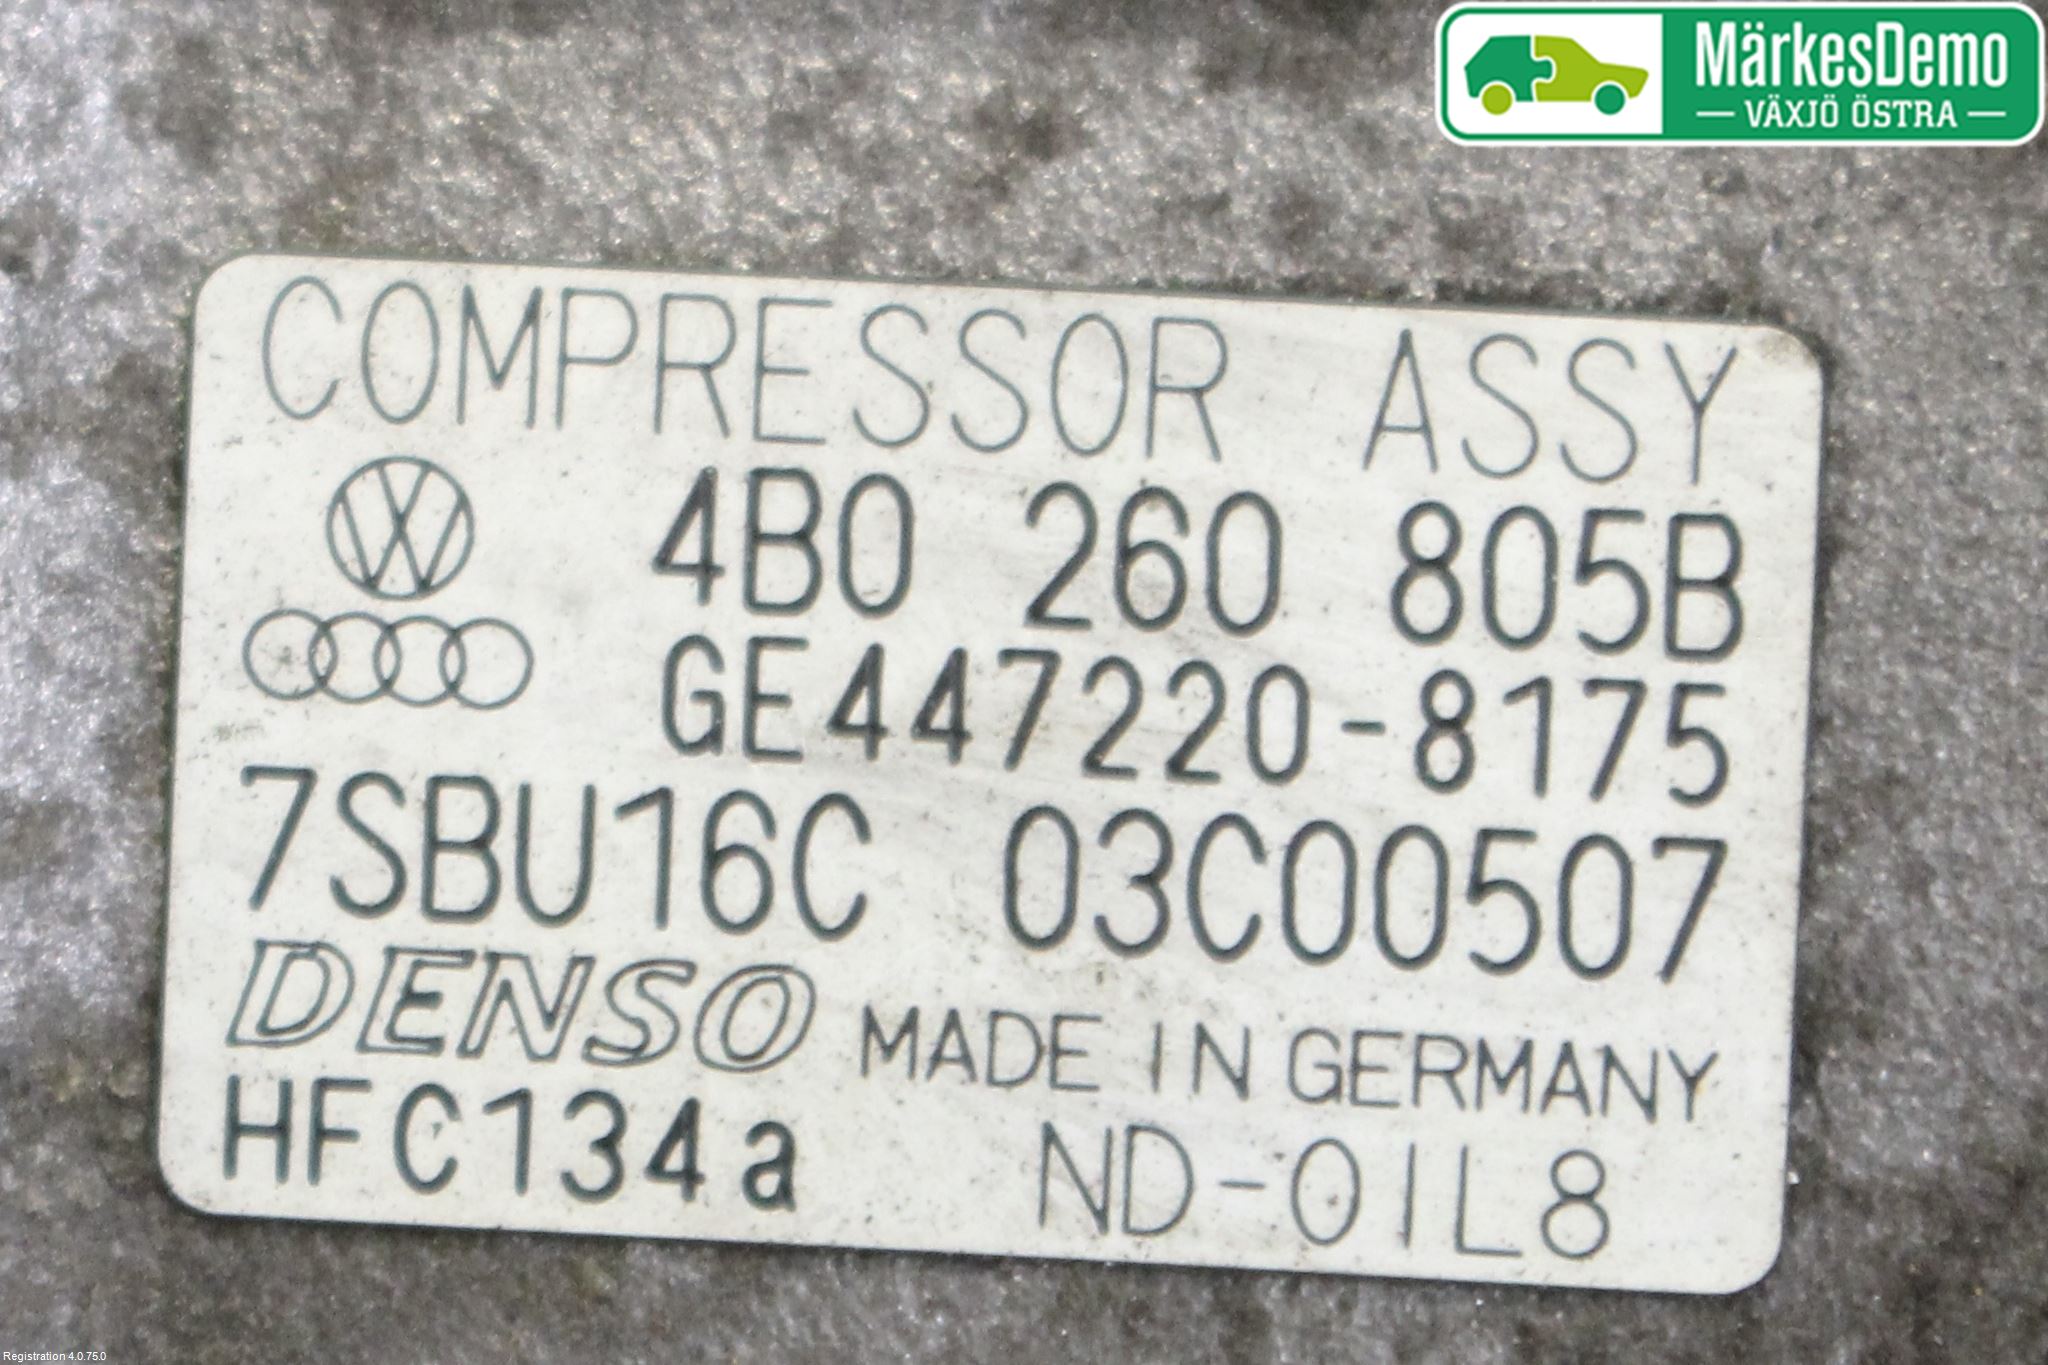 MärkesDemo
VÄXJÖ ÖSTRA
COMPRESSOR ASSY
4B0 260 805B
GE447220-8175
7SBU16C 03C00507
DENSO MADE IN GERMANY
HFC134a ND-OIL8
Registration 4.0.75.0